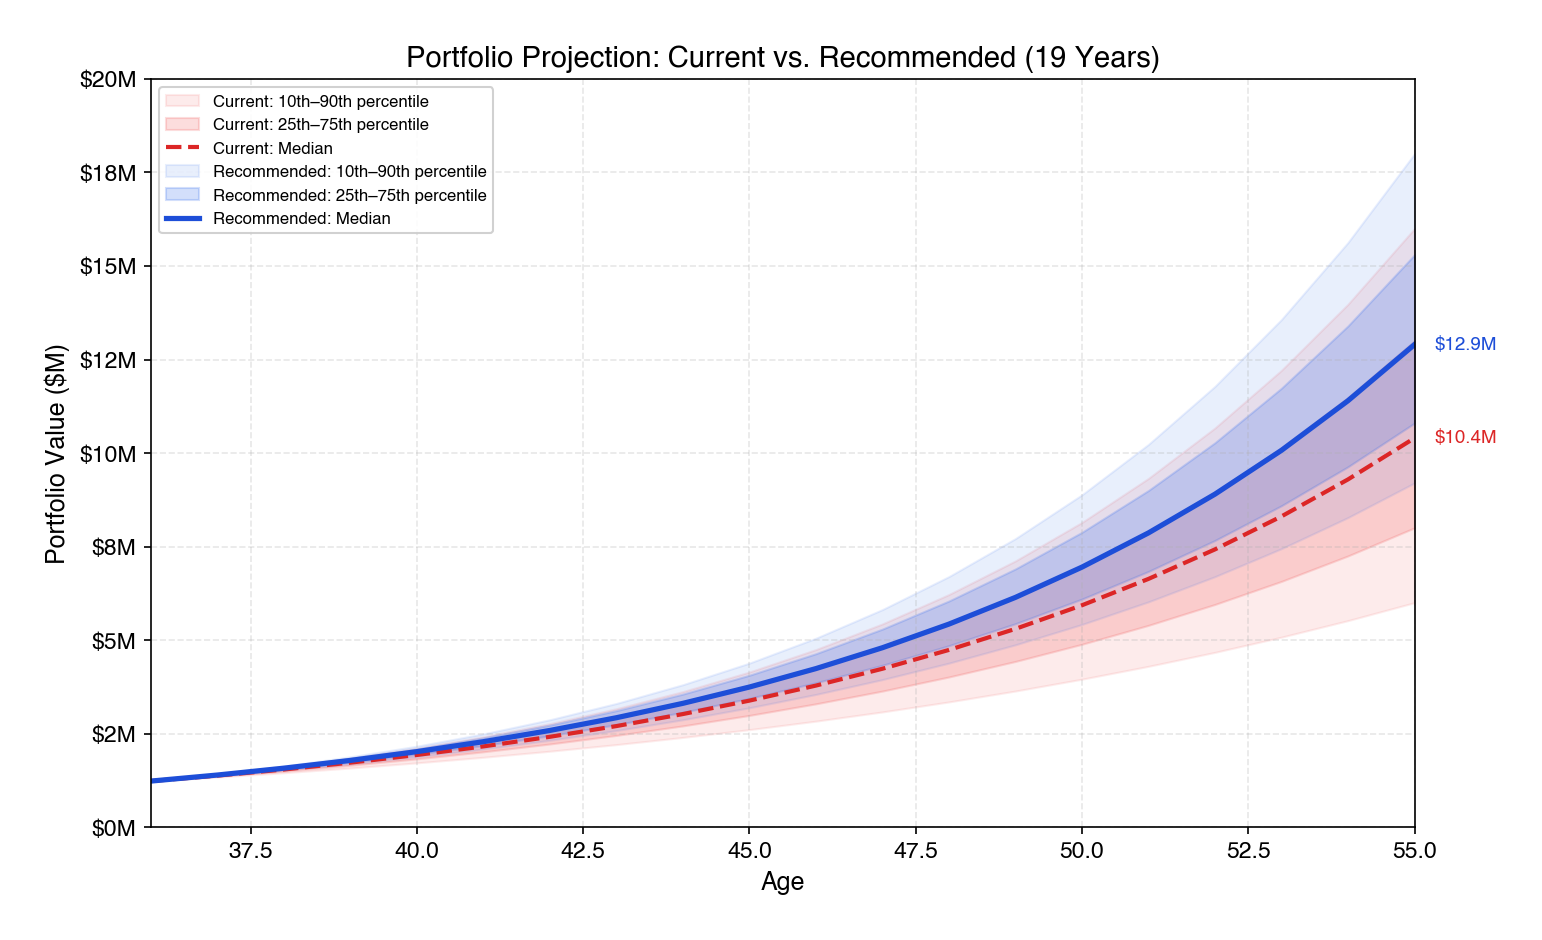 Portfolio Projection: Current vs. Recommended (19 Years)
$20M
$18M
$15M
$12M
$10M
$8M
$5M
$2M
$0M
Portfolio Value ($M)
Current: 10th–90th percentile
Current: 25th–75th percentile
Current: Median
Recommended: 10th–90th percentile
Recommended: 25th–75th percentile
Recommended: Median
$12.9M
$10.4M
37.5 40.0 42.5 45.0 47.5 50.0 52.5 55.0
Age